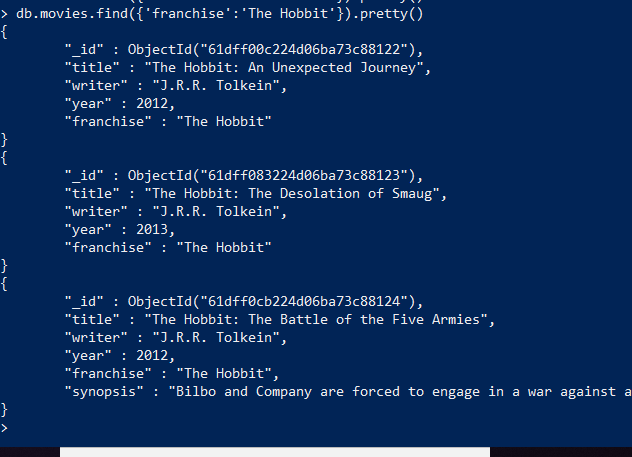 > db.movies.find({'franchise':'The Hobbit'}).pretty()
{
"_id" : ObjectId("61dff00c224d06ba73c88122"),
"title" : "The Hobbit: An Unexpected Journey",
"writer" : "J.R.R. Tolkein",
"year" : 2012,
"franchise" : "The Hobbit"
}
{
"_id" : ObjectId("61dff083224d06ba73c88123"),
"title" : "The Hobbit: The Desolation of Smaug",
"writer" : "J.R.R. Tolkein",
"year" : 2013,
"franchise" : "The Hobbit"
}
{
"_id" : ObjectId("61dff0cb224d06ba73c88124"),
"title" : "The Hobbit: The Battle of the Five Armies",
"writer" : "J.R.R. Tolkein",
"year" : 2012,
"franchise" : "The Hobbit",
"synopsis" : "Bilbo and Company are forced to engage in a war against a
}
>